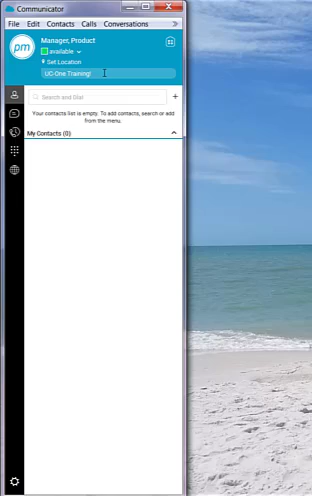 Communicator
File Edit Contacts Calls Conversations
pm
Manager, Product
available
Set Location
UC-One Training!
Search and Dial
Your contacts list is empty. To add contacts, search or add
from the menu.
My Contacts (0)